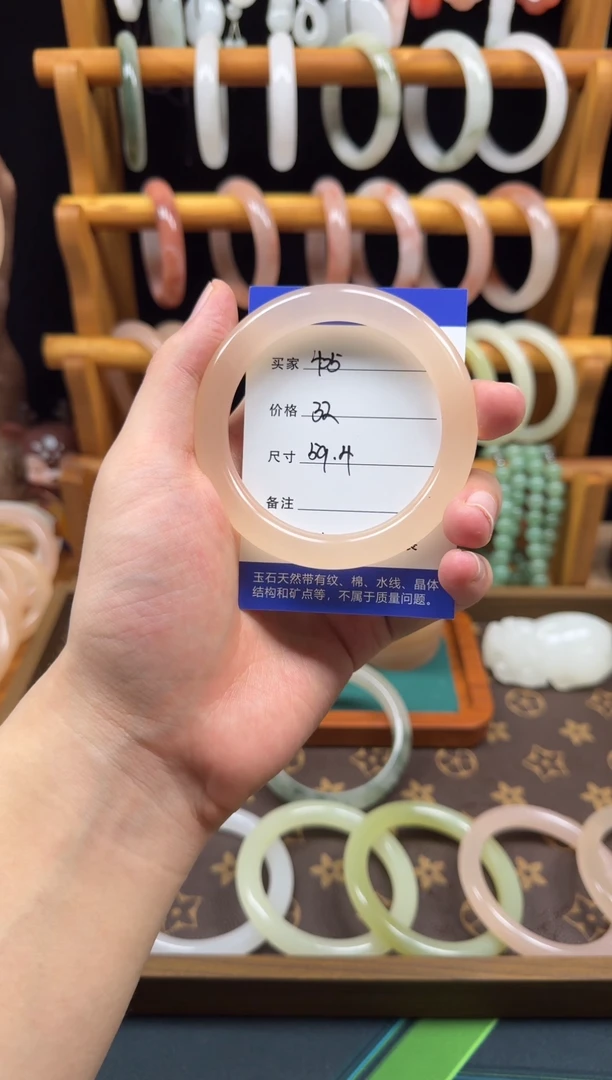 买家
价格 32
尺寸 59.4
备注
玉石天然带有纹、棉、水线、晶体
结构和矿点等，不属于质量问题。